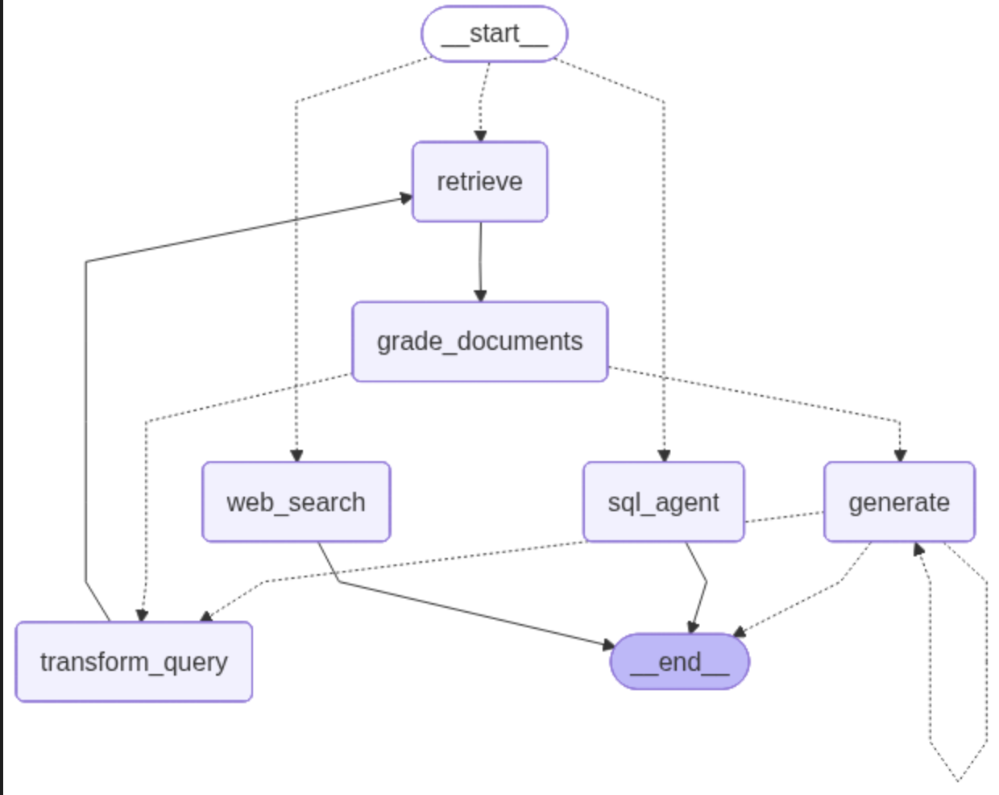 __start__
retrieve
grade_documents
web_search
sql_agent
generate
transform_query
__end__